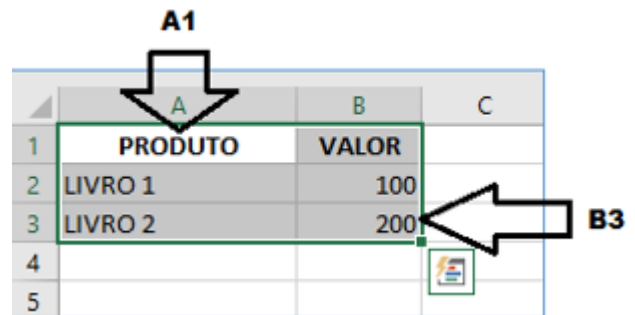 A1
A B C
1 PRODUTO VALOR
2 LIVRO 1 100
3 LIVRO 2 200
B3
4
5